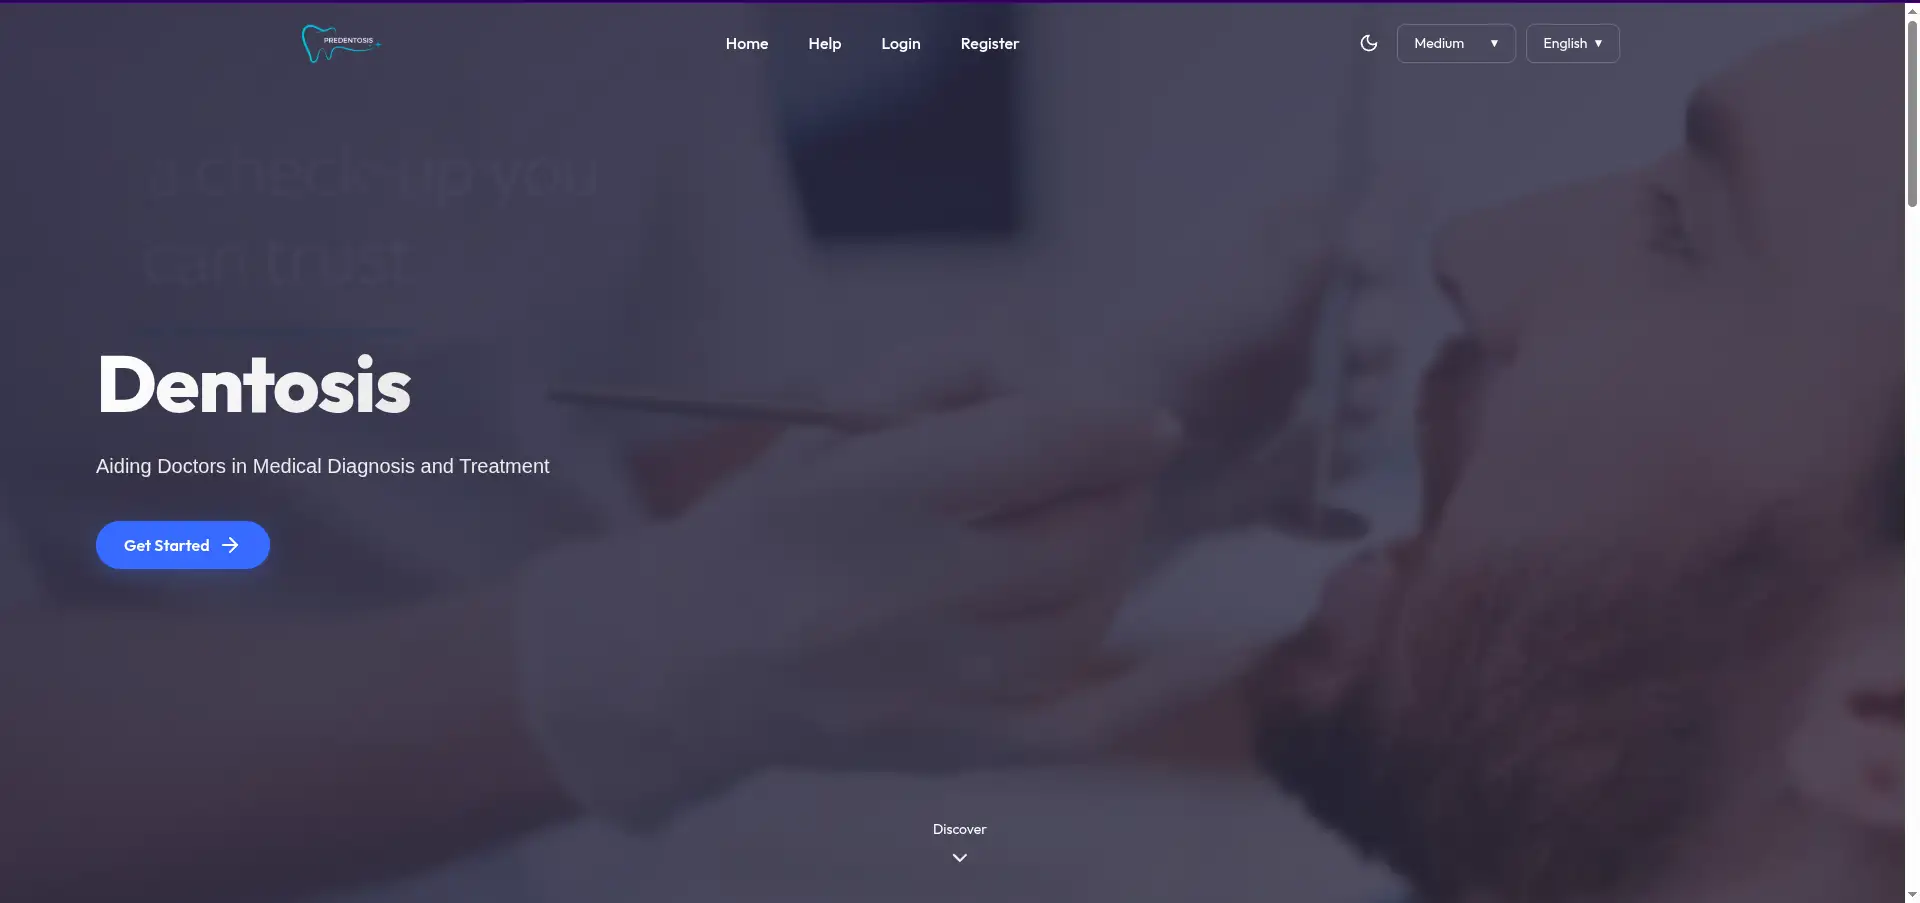 PREDENTOSIS
Home
Help
Login
Register
Medium
English
a check-up you
can trust
Dentosis
Aiding Doctors in Medical Diagnosis and Treatment
Get Started
Discover